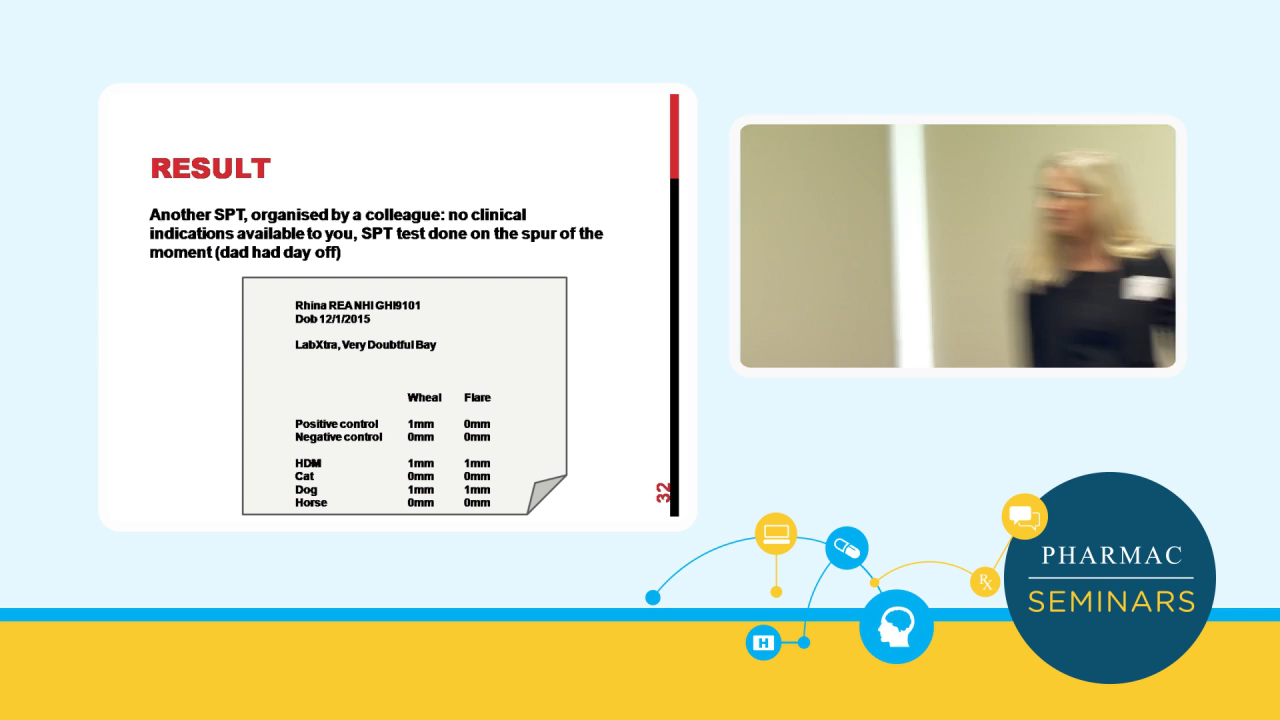 RESULT
Another SPT, organised by a colleague: no clinical
indications available to you, SPT test done on the spur of the
moment (dad had day off)
Rhina REA NHI GHI9101
Dob 12/1/2015
LabXtra, Very Doubtful Bay
Wheal Flare
Positive control 1mm 0mm
Negative control 0mm 0mm
HDM 1mm 1mm
Cat 0mm 0mm
Dog 1mm 1mm
Horse 0mm 0mm
32
H
Rx
PHARMAC
SEMINARS